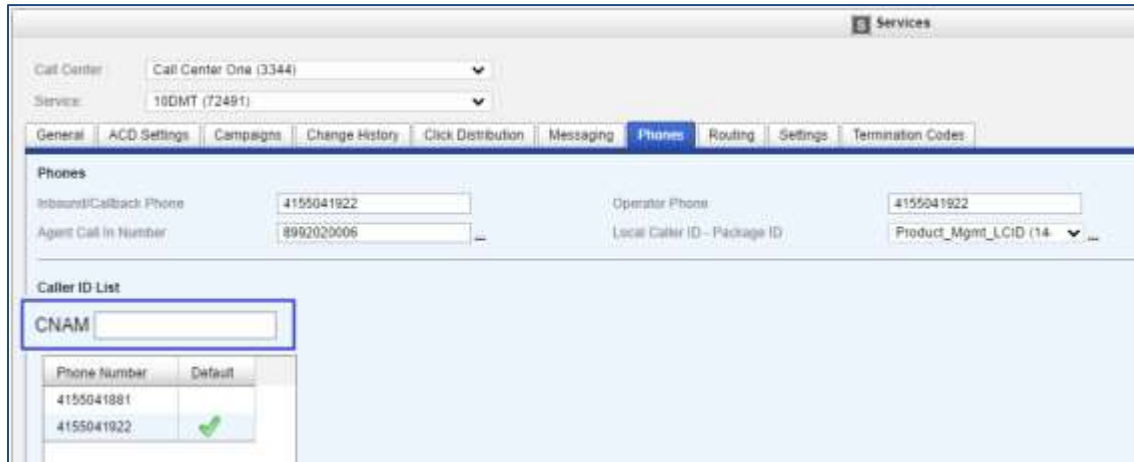 S Services
Call Center Call Center One (3344)
Service: 10DMT (72491)
General ACD Settings Campaigns Change History Click Distribution Messaging Phones Routing Settings Termination Codes
Phones
Inbound/Callback Phone 4155041922 Operator Phone 4155041922
Agent Call In Number 8992020006 ... Local Caller ID - Package ID Product_Mgmt_LCID (14 ...
Caller ID List
CNAM
Phone Number Default
4155041881
4155041922